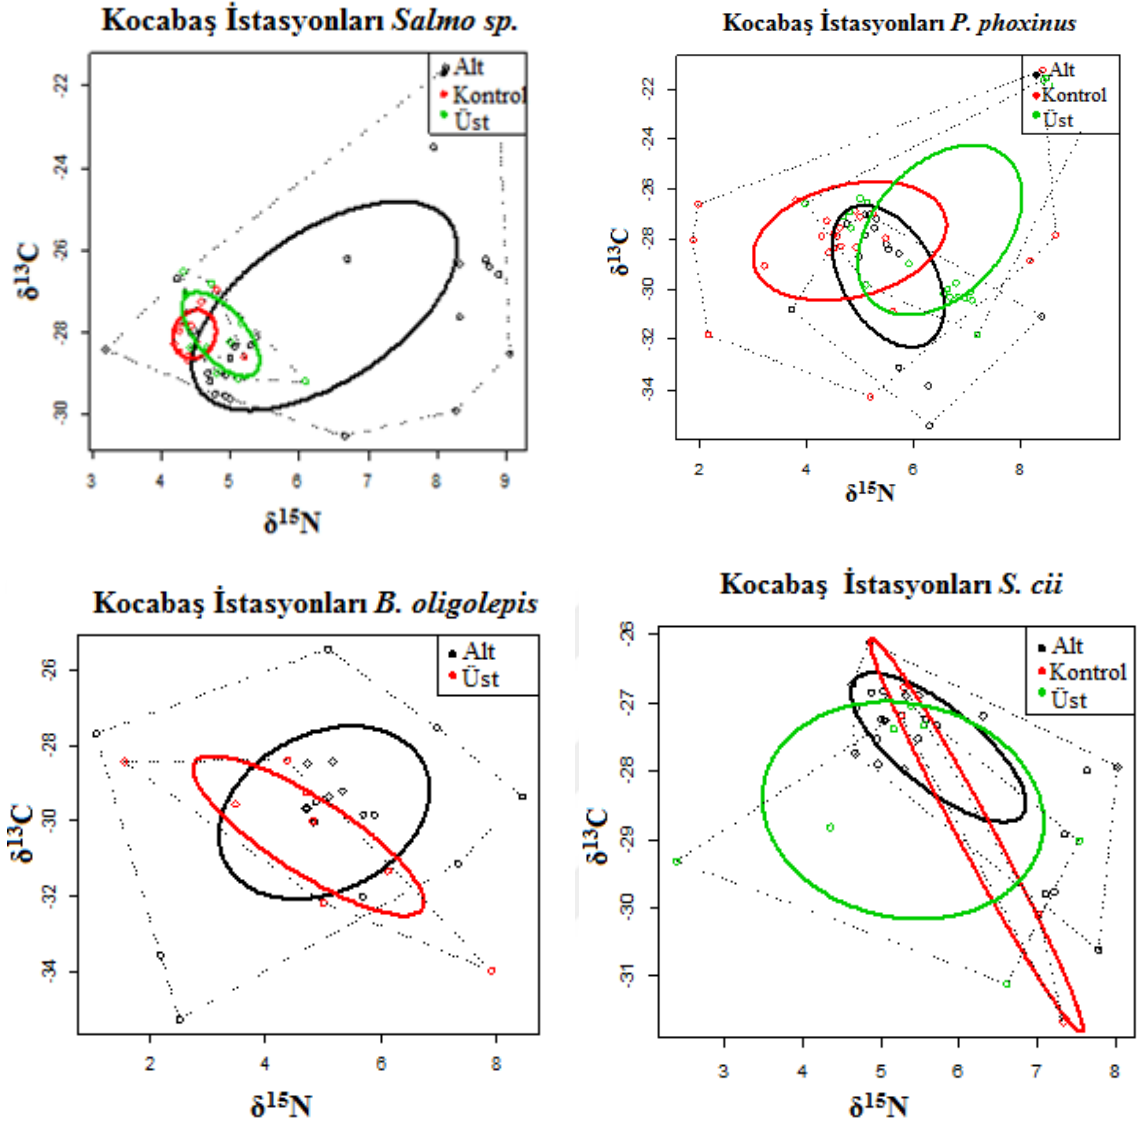 Kocabaş İstasyonları Salmo sp.
Alt
Kontrol
Üst
-22
-24
-26
-28
-30
δ¹³C
3 4 5 6 7 8 9
δ¹⁵N
Kocabaş İstasyonları P. phoxinus
Alt
Kontrol
Üst
-22
-24
-26
-28
-30
-32
-34
δ¹³C
2 4 6 8
δ¹⁵N
Kocabaş İstasyonları B. oligolepis
Alt
Üst
-26
-28
-30
-32
-34
δ¹³C
2 4 6 8
δ¹⁵N
Kocabaş İstasyonları S. cii
Alt
Kontrol
Üst
-26
-27
-28
-29
-30
-31
δ¹³C
3 4 5 6 7 8
δ¹⁵N